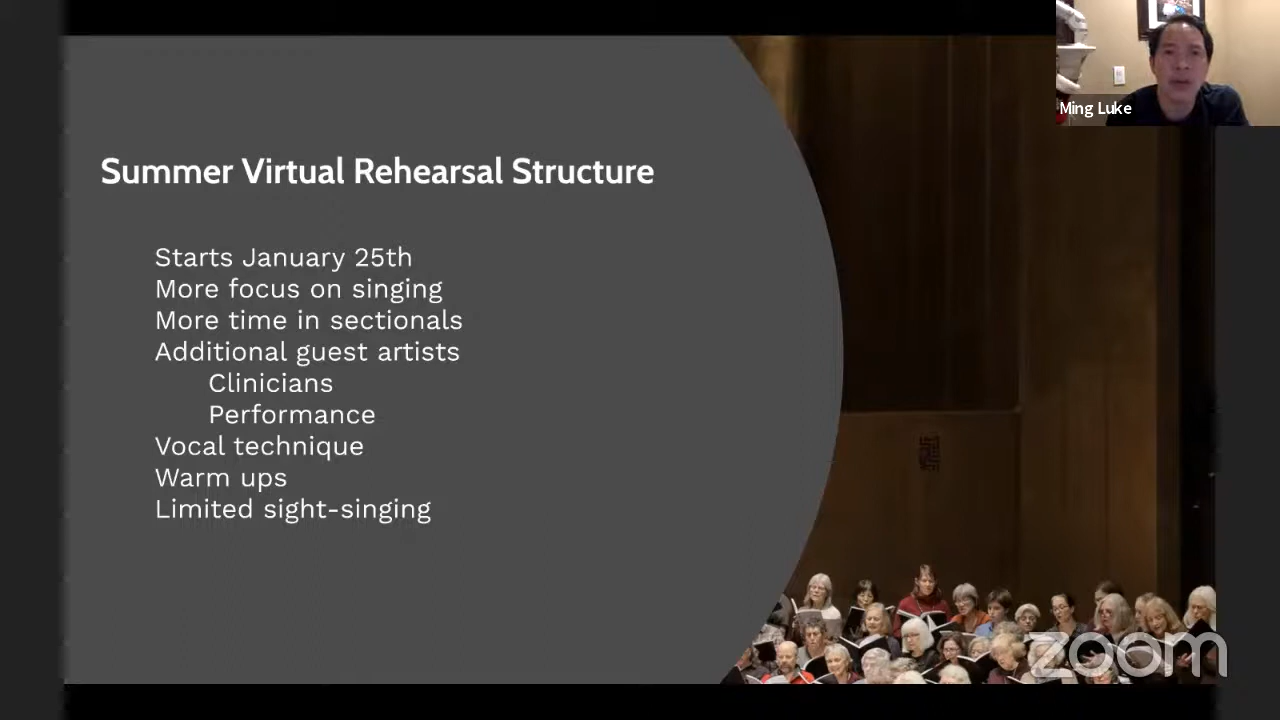 Ming Luke
Summer Virtual Rehearsal Structure
Starts January 25th
More focus on singing
More time in sectionals
Additional guest artists
Clinicians
Performance
Vocal technique
Warm ups
Limited sight-singing
zoom